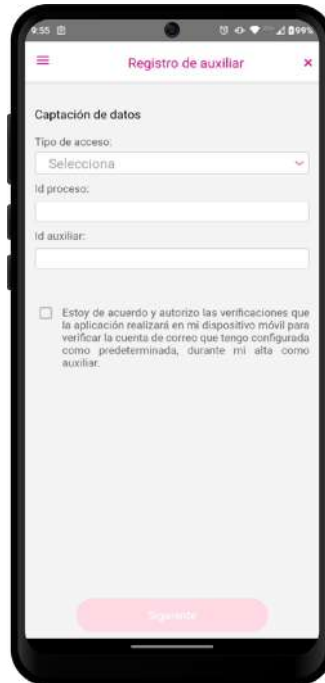 9:55
99%
Registro de auxiliar
×
Captación de datos
Tipo de acceso:
Selecciona
Id proceso:
Id auxiliar:
Estoy de acuerdo y autorizo las verificaciones que
la aplicación realizará en mi dispositivo móvil para
verificar la cuenta de correo que tengo configurada
como predeterminada, durante mi alta como
auxiliar.
Siguiente